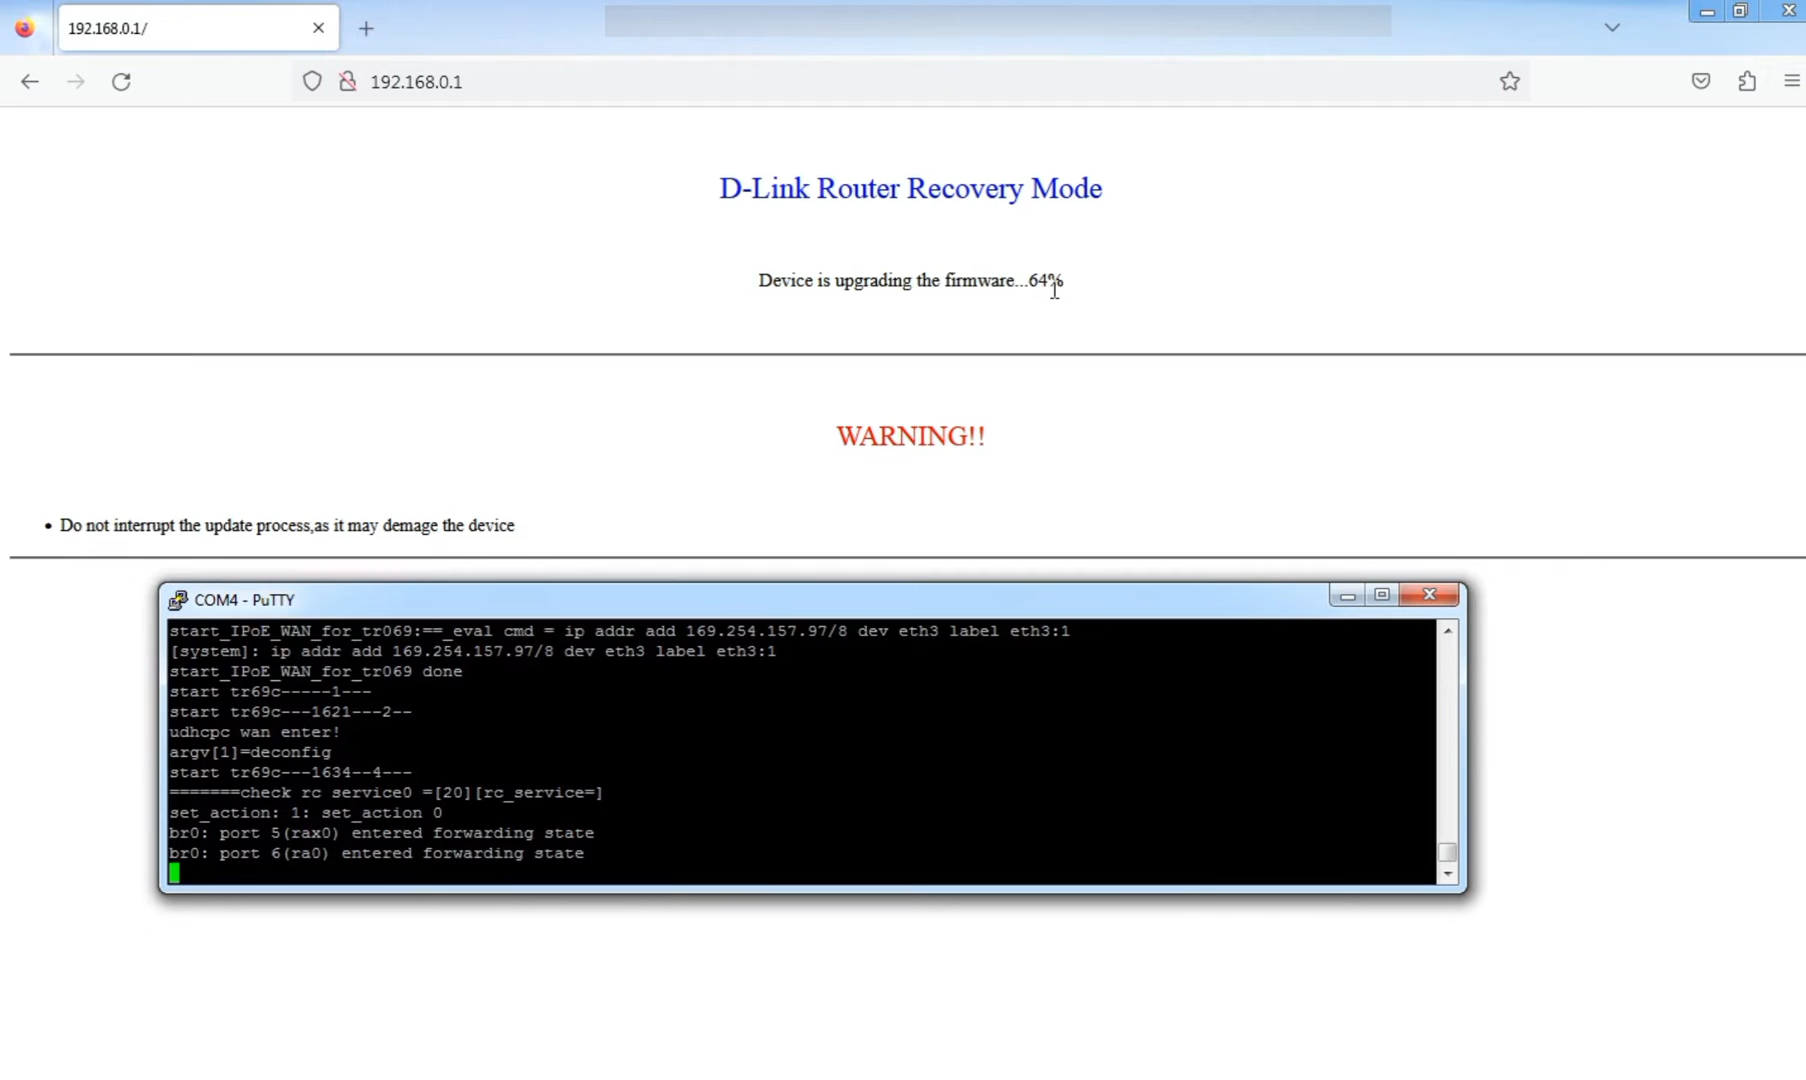 192.168.0.1/
192.168.0.1
D-Link Router Recovery Mode
Device is upgrading the firmware...64%
WARNING!!
• Do not interrupt the update process,as it may demage the device
COM4 - PuTTY
start_IPoE_WAN_for_tr069:==_eval cmd = ip addr add 169.254.157.97/8 dev eth3 label eth3:1
[system]: ip addr add 169.254.157.97/8 dev eth3 label eth3:1
start_IPoE_WAN_for_tr069 done
start tr69c-----1---
start tr69c---1621---2--
udhcpc wan enter!
argv[1]=deconfig
start tr69c---1634--4---
=======check rc service0 =[20][rc_service=]
set_action: 1: set_action 0
br0: port 5(rax0) entered forwarding state
br0: port 6(ra0) entered forwarding state